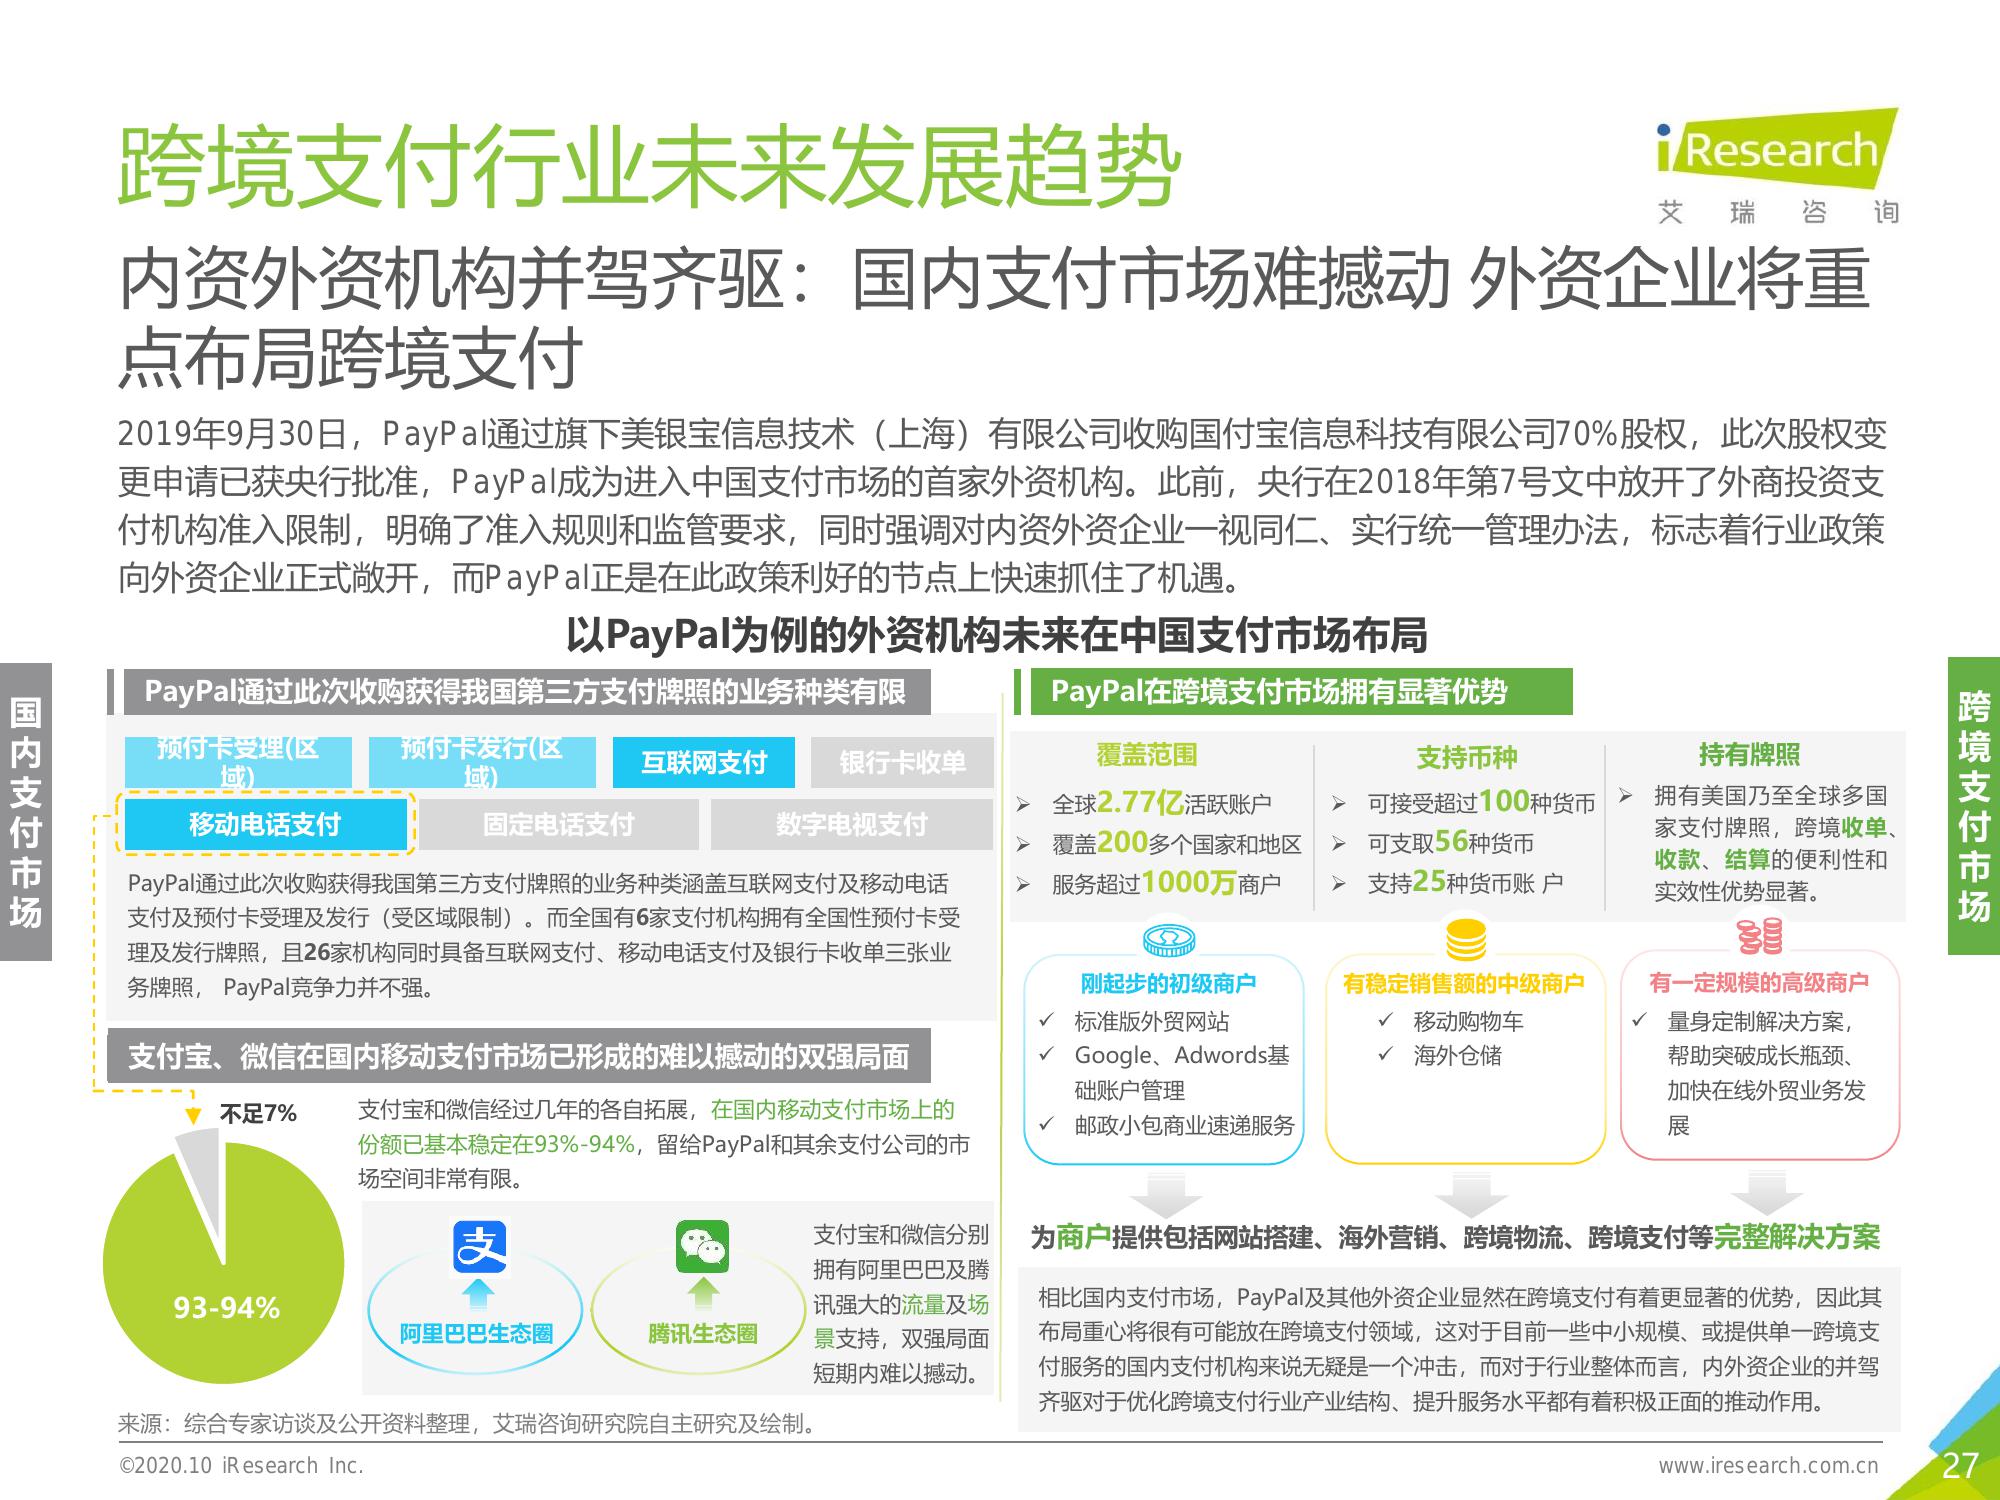 跨境支付行业未来发展趋势
iResearch
艾 瑞 咨 询
内资外资机构并驾齐驱：国内支付市场难撼动 外资企业将重
点布局跨境支付
2019年9月30日，PayPal通过旗下美银宝信息技术（上海）有限公司收购国付宝信息科技有限公司70%股权，此次股权变
更申请已获央行批准，PayPal成为进入中国支付市场的首家外资机构。此前，央行在2018年第7号文中放开了外商投资支
付机构准入限制，明确了准入规则和监管要求，同时强调对内资外资企业一视同仁、实行统一管理办法，标志着行业政策
向外资企业正式敞开，而PayPal正是在此政策利好的节点上快速抓住了机遇。
以PayPal为例的外资机构未来在中国支付市场布局
国内支付市场
PayPal通过此次收购获得我国第三方支付牌照的业务种类有限
预付卡受理(区
域)
预付卡发行(区
域)
互联网支付
银行卡收单
移动电话支付
固定电话支付
数字电视支付
PayPal通过此次收购获得我国第三方支付牌照的业务种类涵盖互联网支付及移动电话
支付及预付卡受理及发行（受区域限制）。而全国有6家支付机构拥有全国性预付卡受
理及发行牌照，且26家机构同时具备互联网支付、移动电话支付及银行卡收单三张业
务牌照， PayPal竞争力并不强。
支付宝、微信在国内移动支付市场已形成的难以撼动的双强局面
不足7%
93-94%
支付宝和微信经过几年的各自拓展，在国内移动支付市场上的
份额已基本稳定在93%-94%，留给PayPal和其余支付公司的市
场空间非常有限。
支
阿里巴巴生态圈
腾讯生态圈
支付宝和微信分别
拥有阿里巴巴及腾
讯强大的流量及场
景支持，双强局面
短期内难以撼动。
跨境支付市场
PayPal在跨境支付市场拥有显著优势
覆盖范围
全球2.77亿活跃账户
覆盖200多个国家和地区
服务超过1000万商户
支持币种
可接受超过100种货币
可支取56种货币
支持25种货币账 户
持有牌照
拥有美国乃至全球多国
家支付牌照，跨境收单、
收款、结算的便利性和
实效性优势显著。
刚起步的初级商户
标准版外贸网站
Google、Adwords基
础账户管理
邮政小包商业速递服务
有稳定销售额的中级商户
移动购物车
海外仓储
有一定规模的高级商户
量身定制解决方案，
帮助突破成长瓶颈、
加快在线外贸业务发
展
为商户提供包括网站搭建、海外营销、跨境物流、跨境支付等完整解决方案
相比国内支付市场，PayPal及其他外资企业显然在跨境支付有着更显著的优势，因此其
布局重心将很有可能放在跨境支付领域，这对于目前一些中小规模、或提供单一跨境支
付服务的国内支付机构来说无疑是一个冲击，而对于行业整体而言，内外资企业的并驾
齐驱对于优化跨境支付行业产业结构、提升服务水平都有着积极正面的推动作用。
来源：综合专家访谈及公开资料整理，艾瑞咨询研究院自主研究及绘制。
©2020.10 iResearch Inc.
www.iresearch.com.cn
27